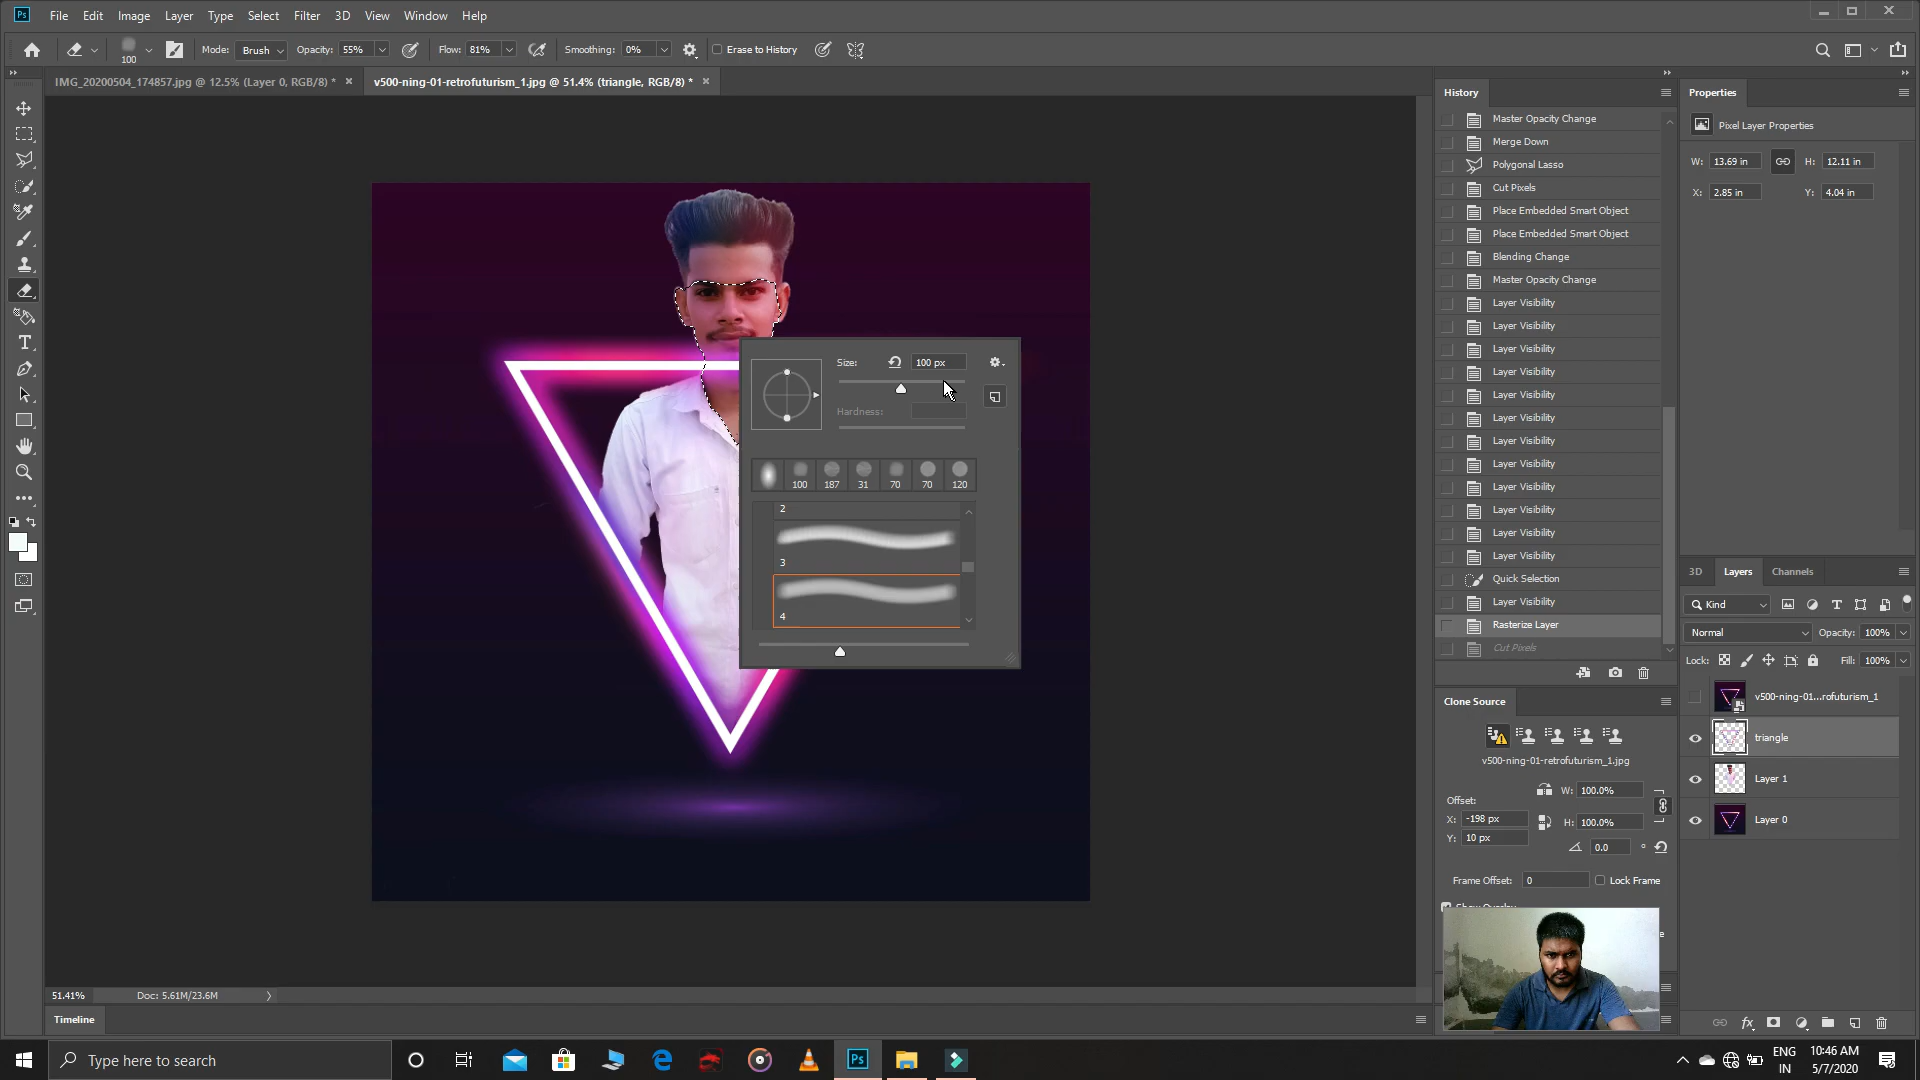 Ps File Edit Image Layer Type Select Filter 3D View Window Help
100 Mode: Brush Opacity: 55% Flow: 81% Smoothing: 0% Erase to History
IMG_20200504_174857.jpg @ 12.5% (Layer 0, RGB/8) * × v500-ning-01-retrofuturism_1.jpg @ 51.4% (triangle, RGB/8) * ×
History
Master Opacity Change
Merge Down
Polygonal Lasso
Cut Pixels
Place Embedded Smart Object
Place Embedded Smart Object
Blending Change
Master Opacity Change
Layer Visibility
Layer Visibility
Layer Visibility
Layer Visibility
Layer Visibility
Layer Visibility
Layer Visibility
Layer Visibility
Layer Visibility
Layer Visibility
Layer Visibility
Layer Visibility
Quick Selection
Layer Visibility
Rasterize Layer
Cut Pixels
Properties
Pixel Layer Properties
W: 13.69 in H: 12.11 in
X: 2.85 in Y: 4.04 in
Size: 100 px
Hardness:
100 187 31 70 70 120
2
3
4
Clone Source
v500-ning-01-retrofuturism_1.jpg
Offset: W: 100.0%
X: -198 px H: 100.0%
Y: 10 px 0.0 °
Frame Offset: 0 Lock Frame
Show Overlay
3D Layers Channels
Kind
Normal Opacity: 100%
Lock: Fill: 100%
v500-ning-01...rofuturism_1
triangle
Layer 1
Layer 0
51.41% Doc: 5.61M/23.6M
Timeline
Type here to search
Ps
ENG 10:46 AM
IN 5/7/2020